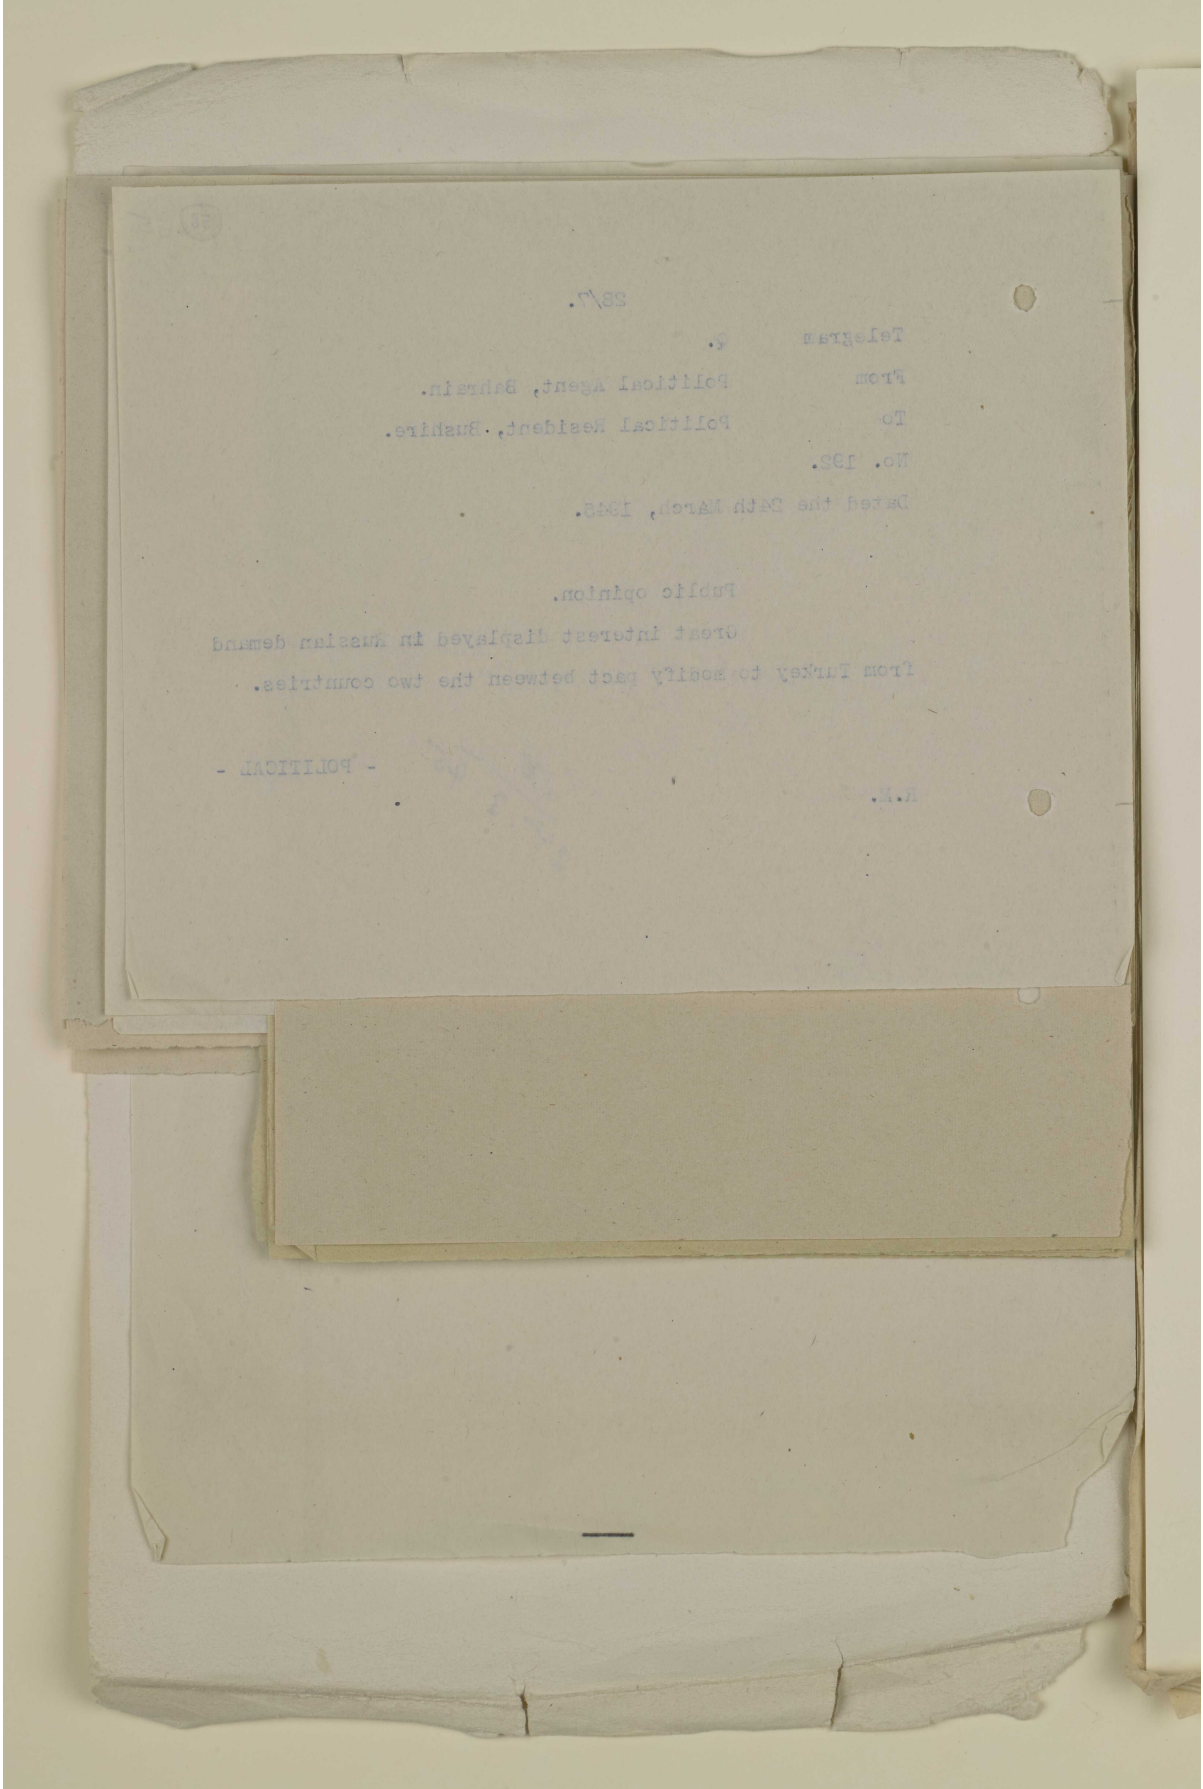 28/7.
Telegram Q.
From Political Agent, Bahrain.
To Political Resident, Bushire.
No. 192.
Dated the 24th March, 1945.
Public opinion.
Great interest displayed in Russian demand
from Turkey to modify pact between the two countries.
- POLITICAL -